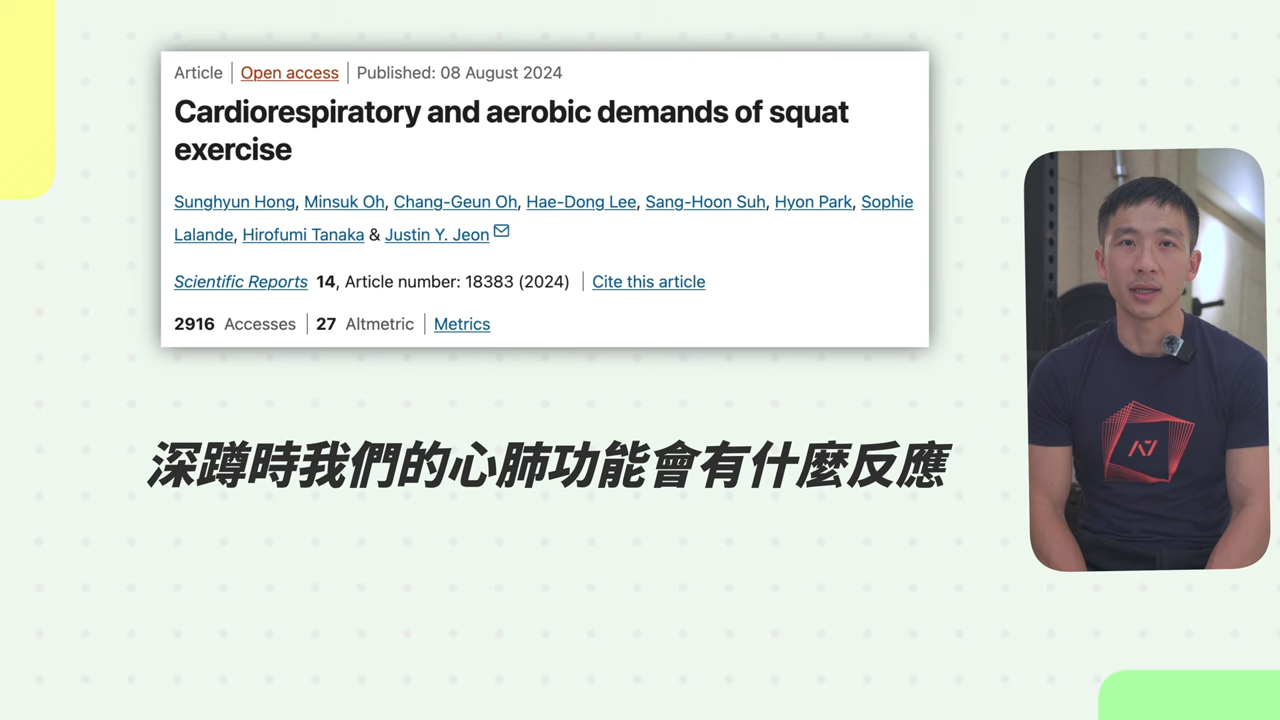 Article | Open access | Published: 08 August 2024
Cardiorespiratory and aerobic demands of squat
exercise
Sunghyun Hong, Minsuk Oh, Chang-Geun Oh, Hae-Dong Lee, Sang-Hoon Suh, Hyon Park, Sophie
Lalande, Hirofumi Tanaka & Justin Y. Jeon
Scientific Reports 14, Article number: 18383 (2024) | Cite this article
2916 Accesses | 27 Altmetric | Metrics
深蹲時我們的心肺功能會有什麼反應
A7